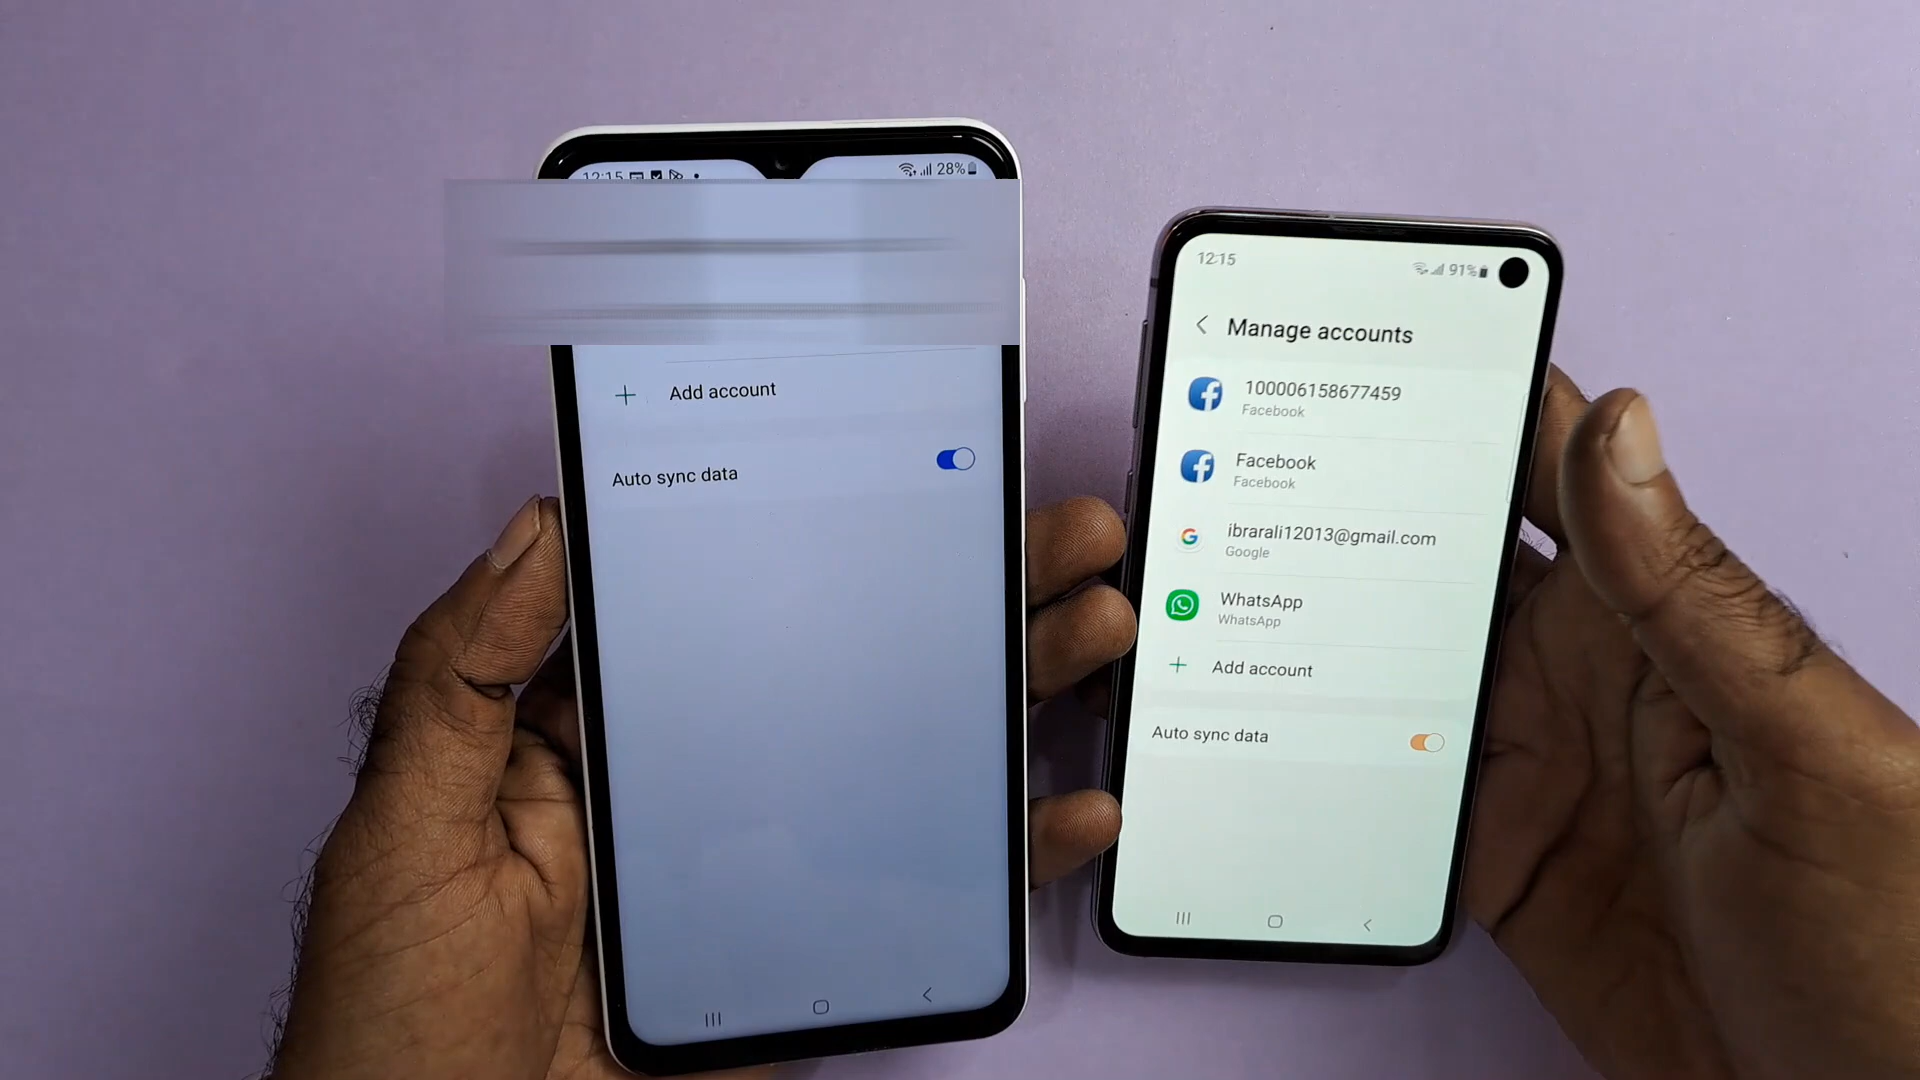 12:15
28%
Add account
Auto sync data
12:15
91%
Manage accounts
100006158677459
Facebook
Facebook
Facebook
ibrarali12013@gmail.com
Google
WhatsApp
WhatsApp
Add account
Auto sync data